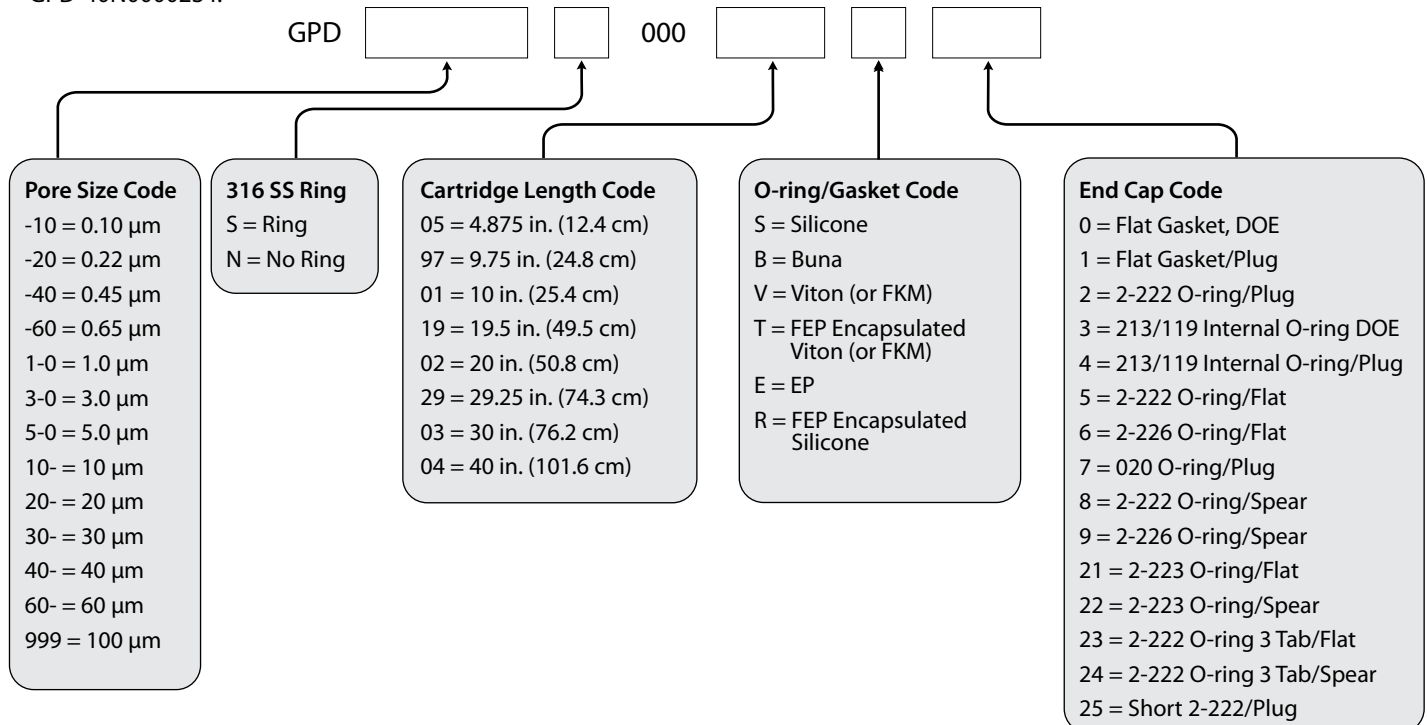 GPD 000
Pore Size Code
-10 = 0.10 µm
-20 = 0.22 µm
-40 = 0.45 µm
-60 = 0.65 µm
1-0 = 1.0 µm
3-0 = 3.0 µm
5-0 = 5.0 µm
10- = 10 µm
20- = 20 µm
30- = 30 µm
40- = 40 µm
60- = 60 µm
999 = 100 µm
316 SS Ring
S = Ring
N = No Ring
Cartridge Length Code
05 = 4.875 in. (12.4 cm)
97 = 9.75 in. (24.8 cm)
01 = 10 in. (25.4 cm)
19 = 19.5 in. (49.5 cm)
02 = 20 in. (50.8 cm)
29 = 29.25 in. (74.3 cm)
03 = 30 in. (76.2 cm)
04 = 40 in. (101.6 cm)
O-ring/Gasket Code
S = Silicone
B = Buna
V = Viton (or FKM)
T = FEP Encapsulated
Viton (or FKM)
E = EP
R = FEP Encapsulated
Silicone
End Cap Code
0 = Flat Gasket, DOE
1 = Flat Gasket/Plug
2 = 2-222 O-ring/Plug
3 = 213/119 Internal O-ring DOE
4 = 213/119 Internal O-ring/Plug
5 = 2-222 O-ring/Flat
6 = 2-226 O-ring/Flat
7 = 020 O-ring/Plug
8 = 2-222 O-ring/Spear
9 = 2-226 O-ring/Spear
21 = 2-223 O-ring/Flat
22 = 2-223 O-ring/Spear
23 = 2-222 O-ring 3 Tab/Flat
24 = 2-222 O-ring 3 Tab/Spear
25 = Short 2-222/Plug